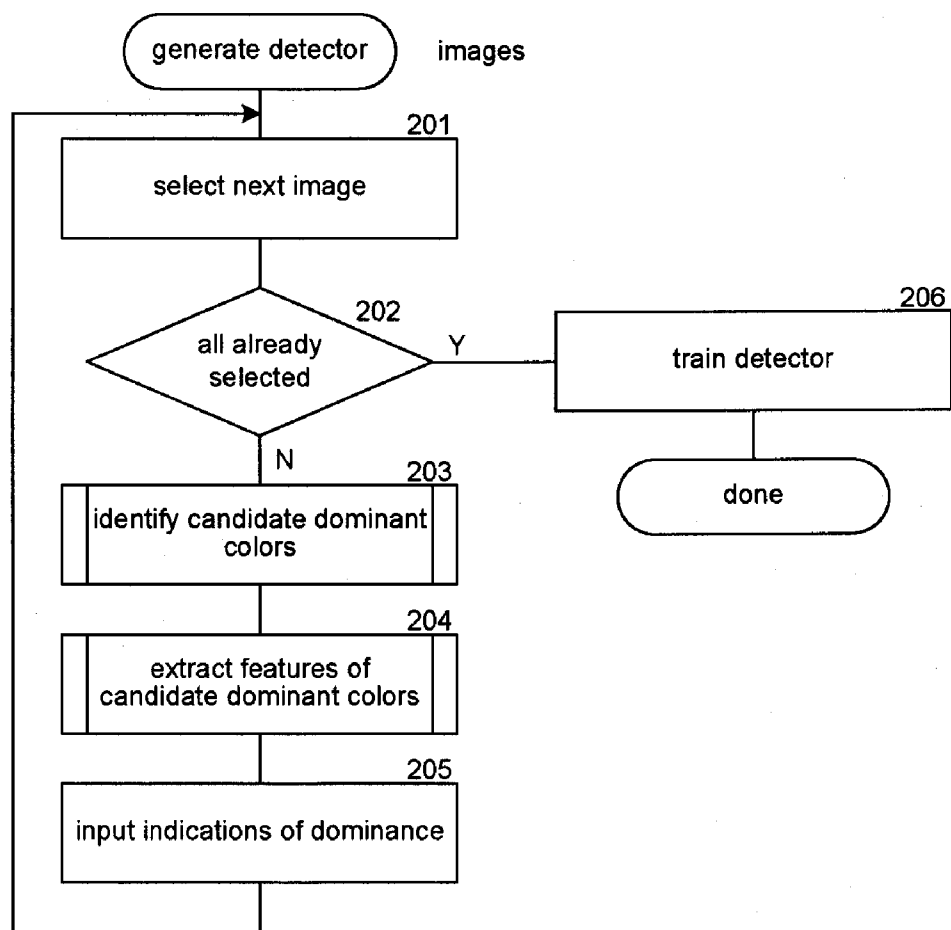 generate detector
images
201
select next image
202
all already
selected
Y
206
train detector
done
N
203
identify candidate dominant
colors
204
extract features of
candidate dominant colors
205
input indications of dominance